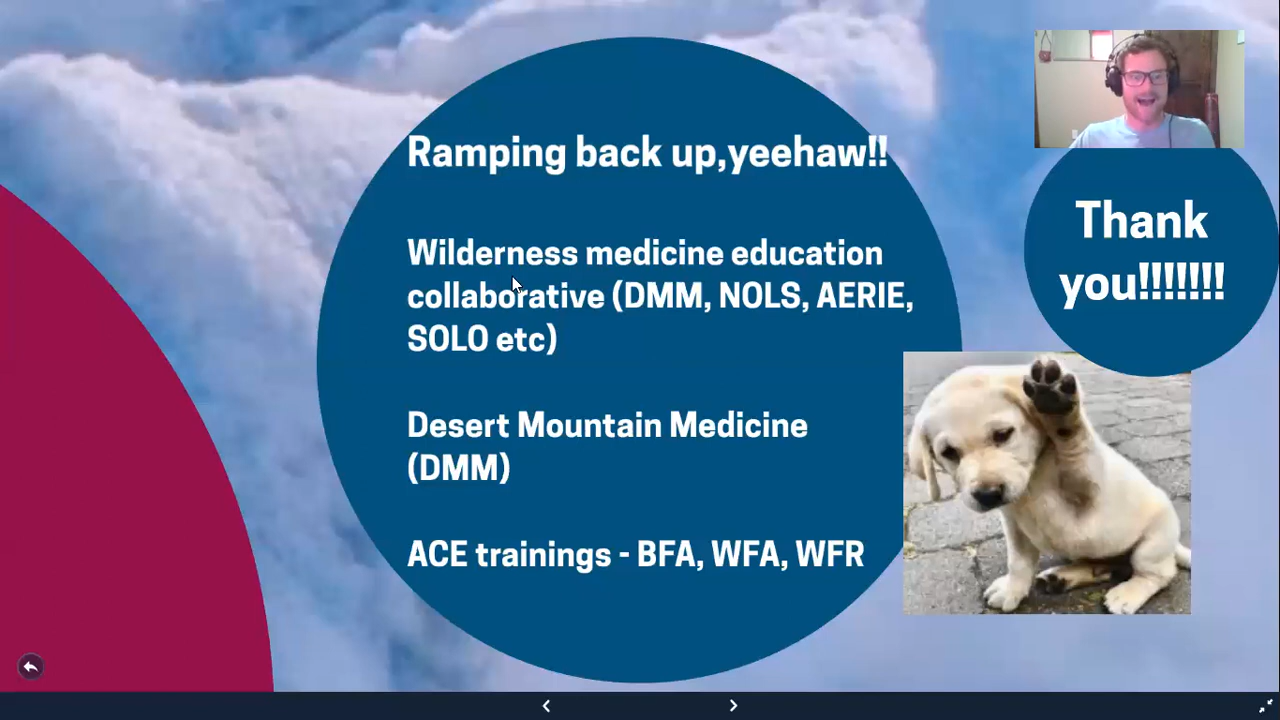 Ramping back up,yeehaw!!
Wilderness medicine education
collaborative (DMM, NOLS, AERIE,
SOLO etc)
Desert Mountain Medicine
(DMM)
ACE trainings - BFA, WFA, WFR
Thank
you!!!!!!!